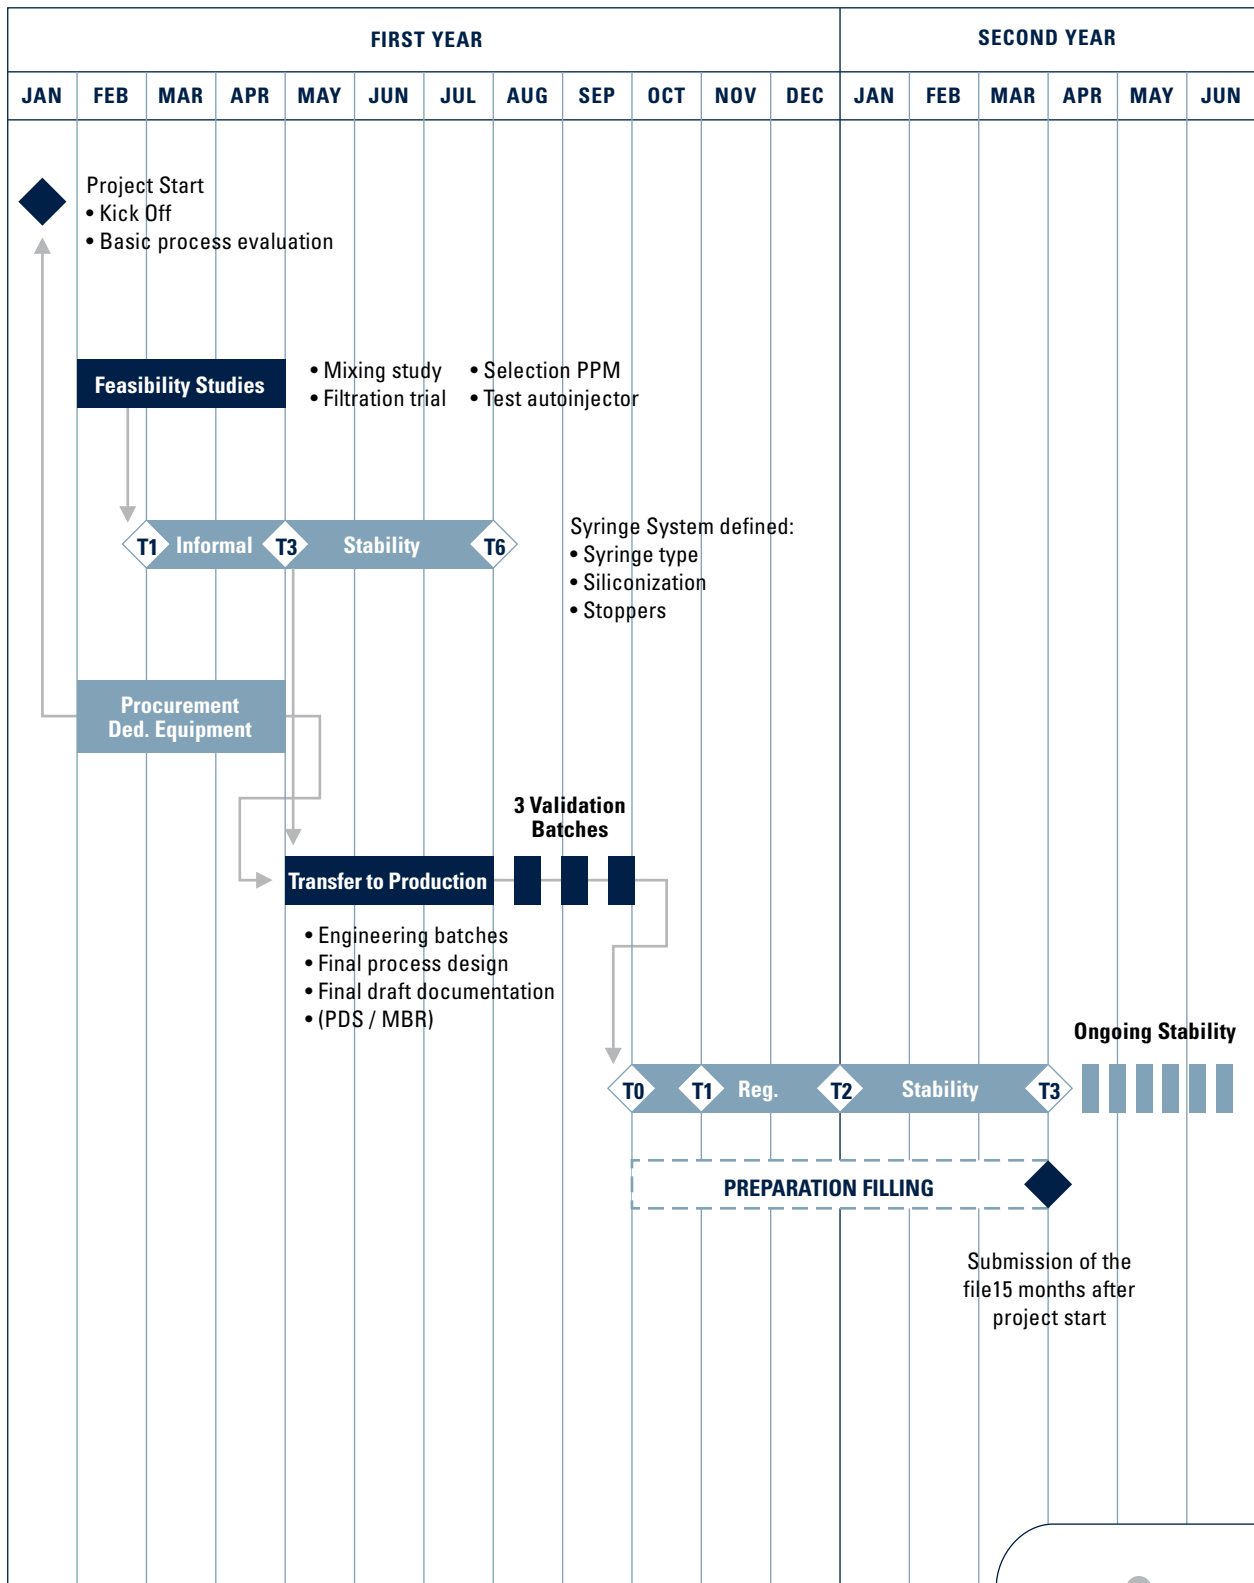 FIRST YEAR SECOND YEAR
JAN FEB MAR APR MAY JUN JUL AUG SEP OCT NOV DEC JAN FEB MAR APR MAY JUN
Project Start
• Kick Off
• Basic process evaluation
Feasibility Studies
• Mixing study • Selection PPM
• Filtration trial • Test autoinjector
T1 Informal T3 Stability T6
Syringe System defined:
• Syringe type
• Siliconization
• Stoppers
Procurement
Ded. Equipment
3 Validation
Batches
Transfer to Production
• Engineering batches
• Final process design
• Final draft documentation
• (PDS / MBR)
Ongoing Stability
T0 T1 Reg. T2 Stability T3
PREPARATION FILLING
Submission of the
file15 months after
project start